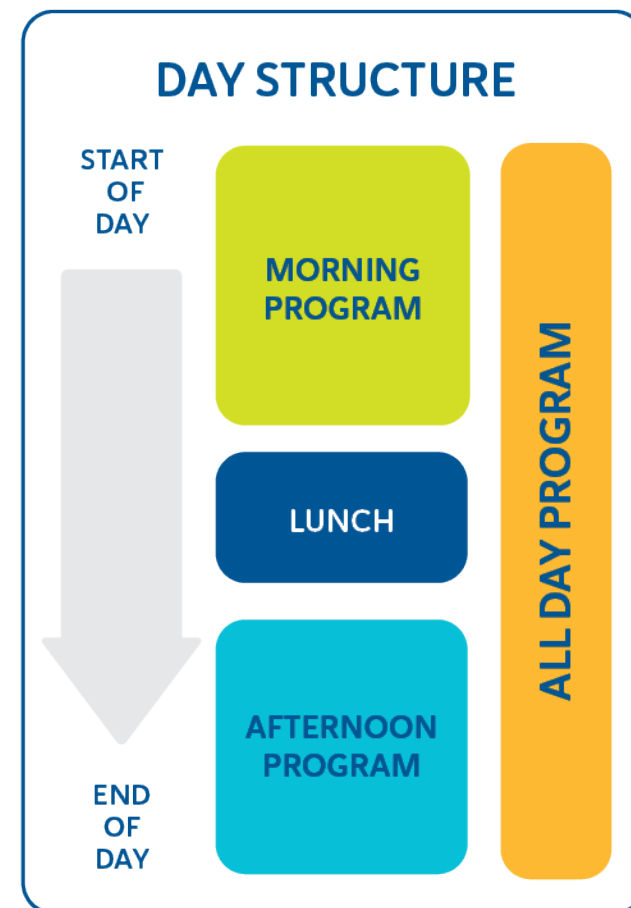 DAY STRUCTURE
START
OF
DAY
MORNING
PROGRAM
LUNCH
AFTERNOON
PROGRAM
END
OF
DAY
ALL DAY PROGRAM